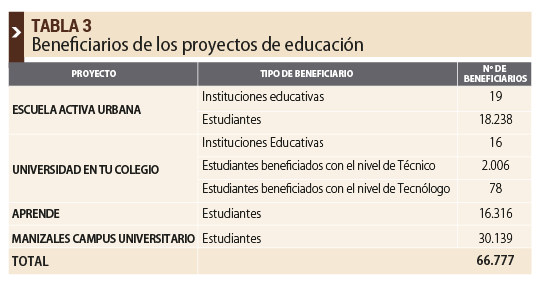 TABLA 3
Beneficiarios de los proyectos de educación
PROYECTO TIPO DE BENEFICIARIO Nº DE BENEFICIARIOS
ESCUELA ACTIVA URBANA Instituciones educativas 19
Estudiantes 18.238
UNIVERSIDAD EN TU COLEGIO Instituciones Educativas 16
Estudiantes beneficiados con el nivel de Técnico 2.006
Estudiantes beneficiados con el nivel de Tecnólogo 78
APRENDE Estudiantes 16.316
MANIZALES CAMPUS UNIVERSITARIO Estudiantes 30.139
TOTAL 66.777